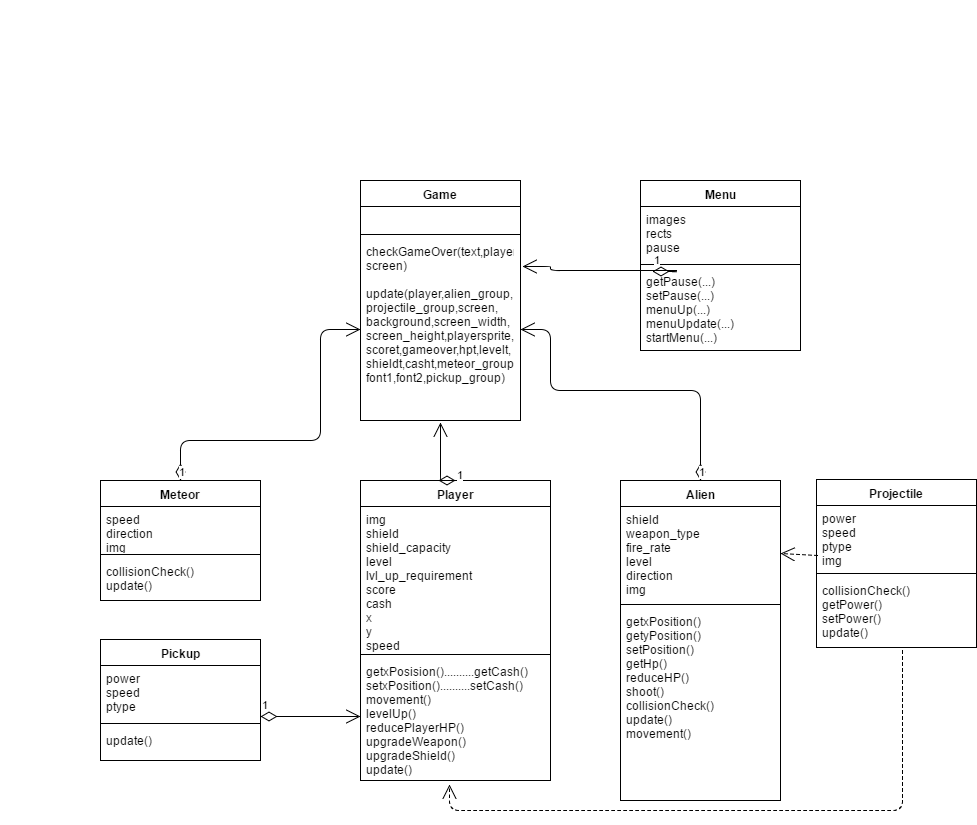 Game
checkGameOver(text,playe
screen)
update(player,alien_group,
projectile_group,screen,
background,screen_width,
screen_height,playersprite,
scoret,gameover,hpt,levelt,
shieldt,casht,meteor_group
font1,font2,pickup_group)
Menu
images
rects
pause
1
getPause(...)
setPause(...)
menuUp(...)
menuUpdate(...)
startMenu(...)
1
Meteor
speed
direction
img
collisionCheck()
update()
1
Player
img
shield
shield_capacity
level
lvl_up_requirement
score
cash
x
y
speed
getxPosision()..........getCash()
setxPosition()..........setCash()
movement()
levelUp()
reducePlayerHP()
upgradeWeapon()
upgradeShield()
update()
1
Alien
shield
weapon_type
fire_rate
level
direction
img
getxPosition()
getyPosition()
setPosition()
getHp()
reduceHP()
shoot()
collisionCheck()
update()
movement()
Projectile
power
speed
ptype
img
collisionCheck()
getPower()
setPower()
update()
Pickup
power
speed
ptype
update()
1